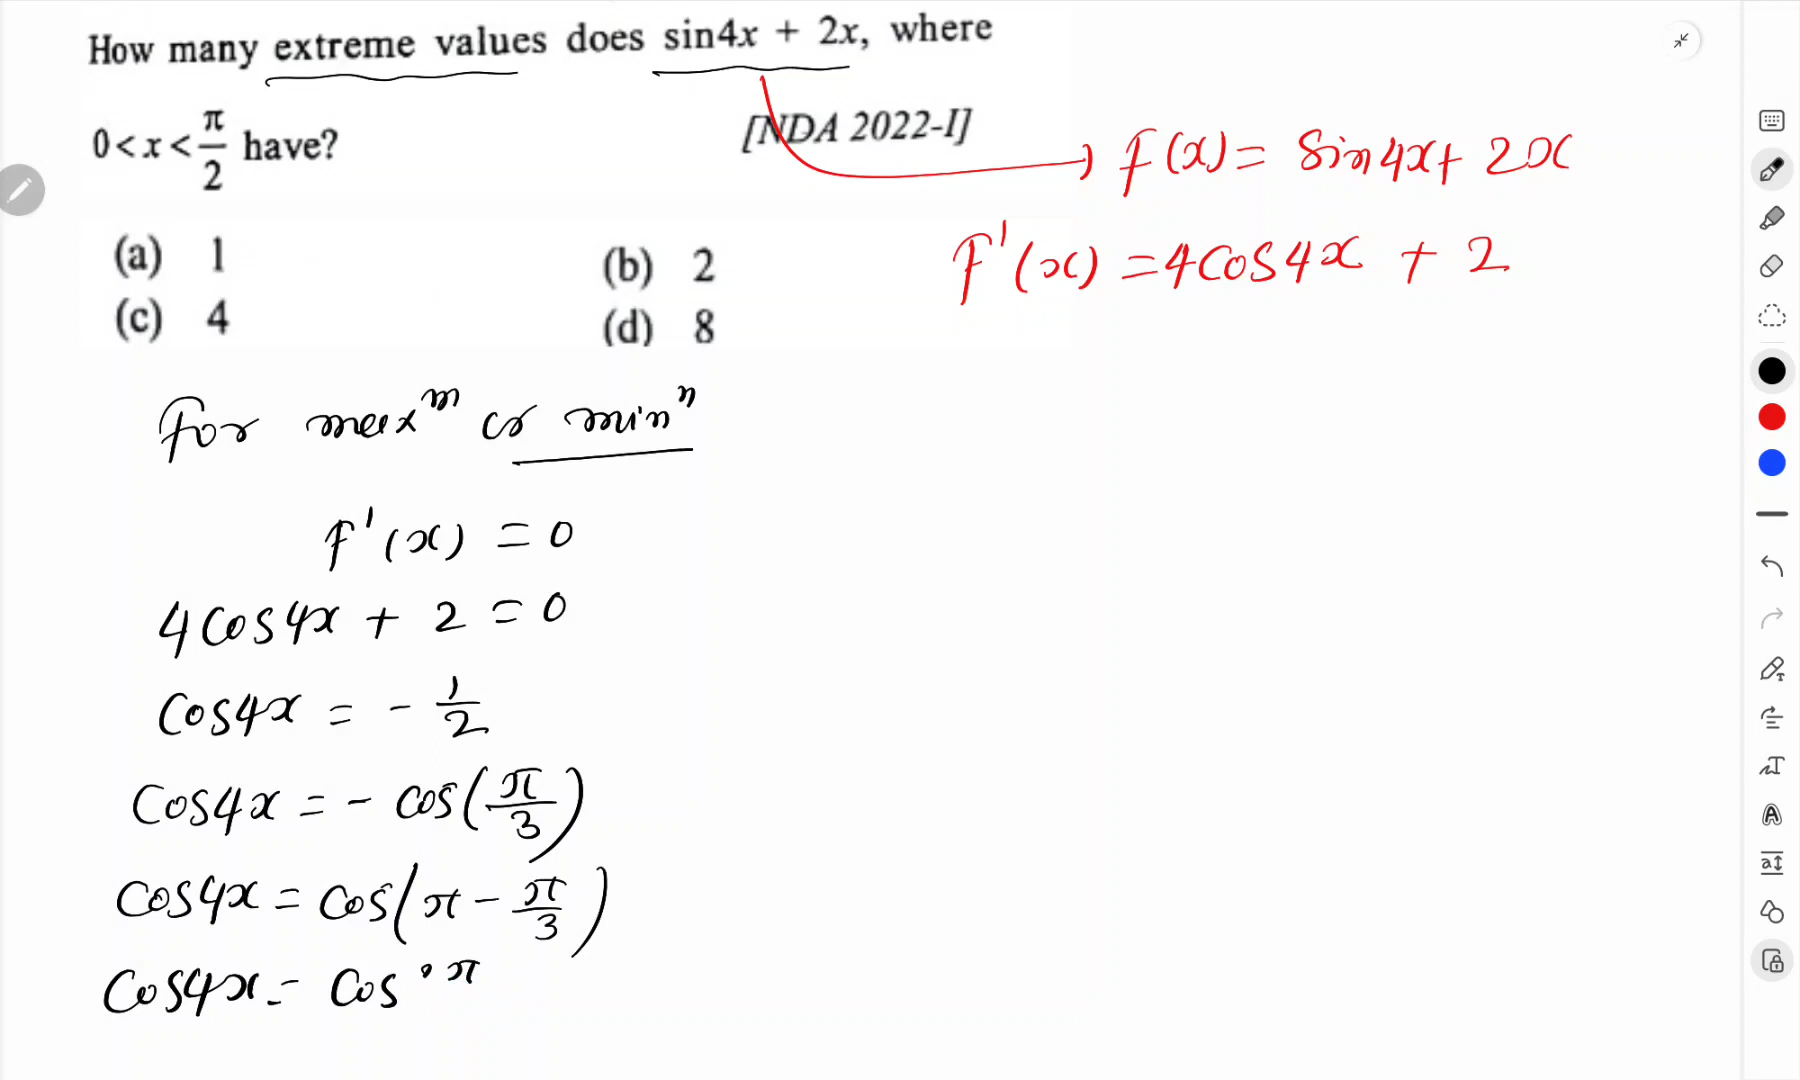 How many extreme values does sin4x + 2x, where
0 < x < π/2 have? [NDA 2022-I]
f(x) = Sin4x + 2x
(a) 1 (b) 2
f'(x) = 4Cos4x + 2
(c) 4 (d) 8
For max^m or min^n
f'(x) = 0
4Cos4x + 2 = 0
Cos4x = - 1/2
Cos4x = - cos(π/3)
Cos4x = Cos(π - π/3)
Cos4x = Cos π